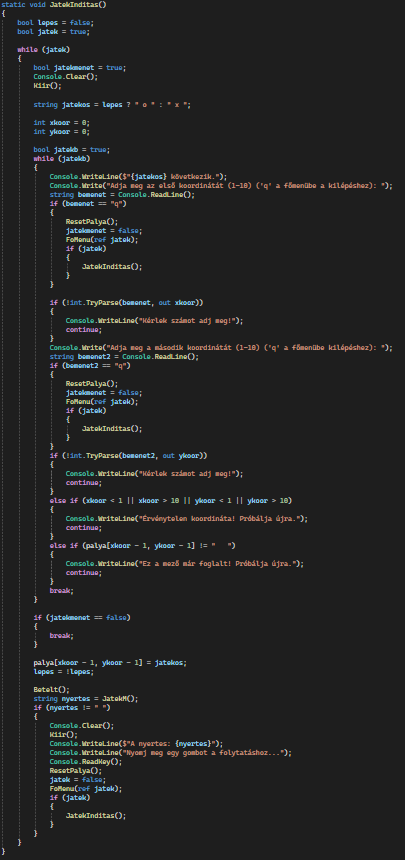 static void JatekInditas()
{
bool lepes = false;
bool jatek = true;
while (jatek)
{
bool jatekmenet = true;
Console.Clear();
Kiir();
string jatekos = lepes ? " o " : " x ";
int xkoor = 0;
int ykoor = 0;
bool jatekb = true;
while (jatekb)
{
Console.WriteLine($"{jatekos} következik.");
Console.Write("Adja meg az első koordinátát (1-10) ('q' a főmenübe a kilépéshez): ");
string bemenet = Console.ReadLine();
if (bemenet == "q")
{
ResetPalya();
jatekmenet = false;
FoMenu(ref jatek);
if (jatek)
{
JatekInditas();
}
}
if (!int.TryParse(bemenet, out xkoor))
{
Console.WriteLine("Kérlek számot adj meg!");
continue;
}
Console.Write("Adja meg a második koordinátát (1-10) ('q' a főmenübe kilépéshez): ");
string bemenet2 = Console.ReadLine();
if (bemenet2 == "q")
{
ResetPalya();
jatekmenet = false;
FoMenu(ref jatek);
if (jatek)
{
JatekInditas();
}
}
if (!int.TryParse(bemenet2, out ykoor))
{
Console.WriteLine("Kérlek számot adj meg!");
continue;
}
else if (xkoor < 1 || xkoor > 10 || ykoor < 1 || ykoor > 10)
{
Console.WriteLine("Érvénytelen koordináta! Próbálja újra.");
continue;
}
else if (palya[xkoor - 1, ykoor - 1] != "   ")
{
Console.WriteLine("Ez a mező már foglalt! Próbálja újra.");
continue;
}
break;
}
if (jatekmenet == false)
{
break;
}
palya[xkoor - 1, ykoor - 1] = jatekos;
lepes = !lepes;
Betelt();
string nyertes = JatekM();
if (nyertes != " ")
{
Console.Clear();
Kiir();
Console.WriteLine($"A nyertes: {nyertes}");
Console.WriteLine("Nyomj meg egy gombot a folytatáshoz...");
Console.ReadKey();
ResetPalya();
jatek = false;
FoMenu(ref jatek);
if (jatek)
{
JatekInditas();
}
}
}
}